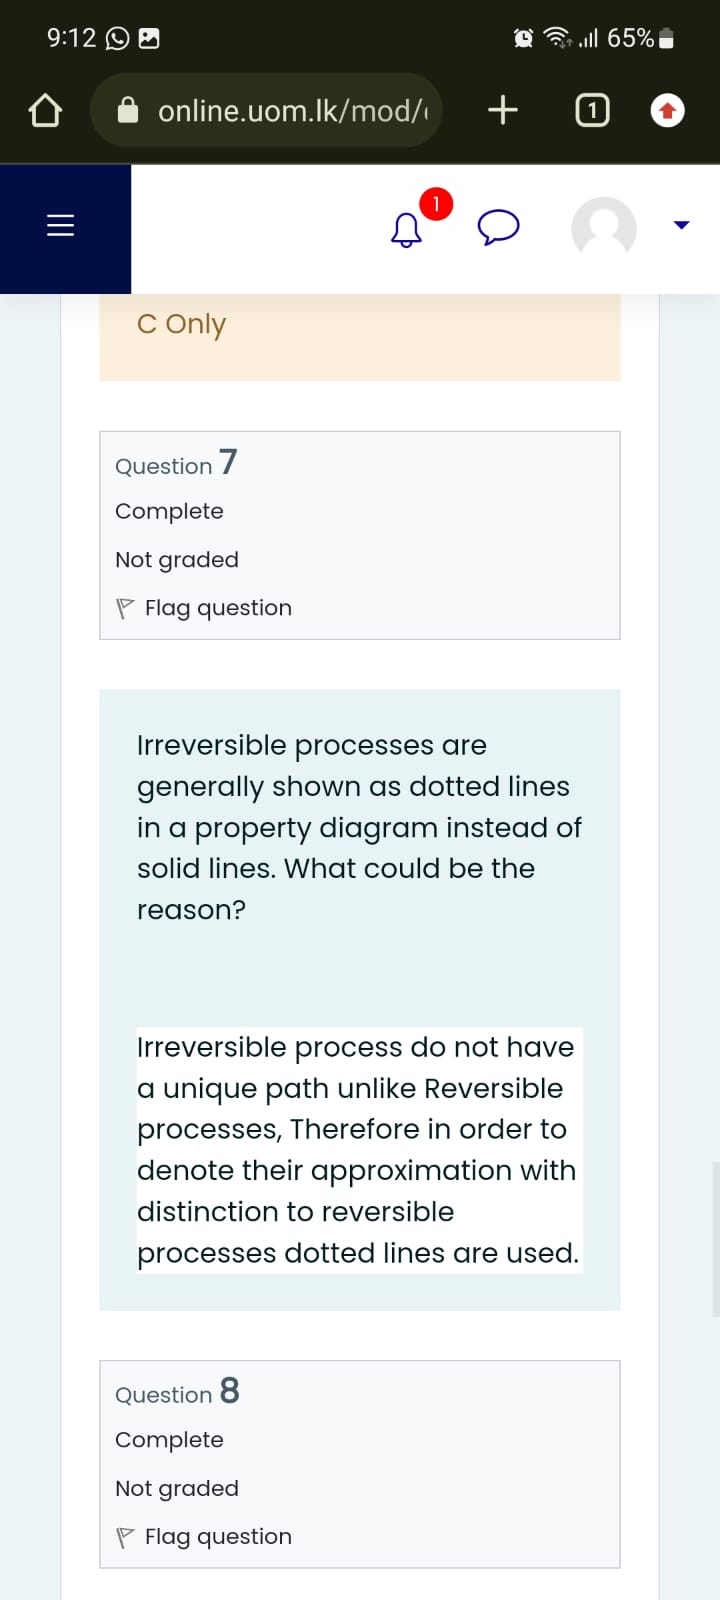 9:12 65%
online.uom.lk/mod/ 1
1
C Only
Question 7
Complete
Not graded
Flag question
Irreversible processes are
generally shown as dotted lines
in a property diagram instead of
solid lines. What could be the
reason?
Irreversible process do not have
a unique path unlike Reversible
processes, Therefore in order to
denote their approximation with
distinction to reversible
processes dotted lines are used.
Question 8
Complete
Not graded
Flag question